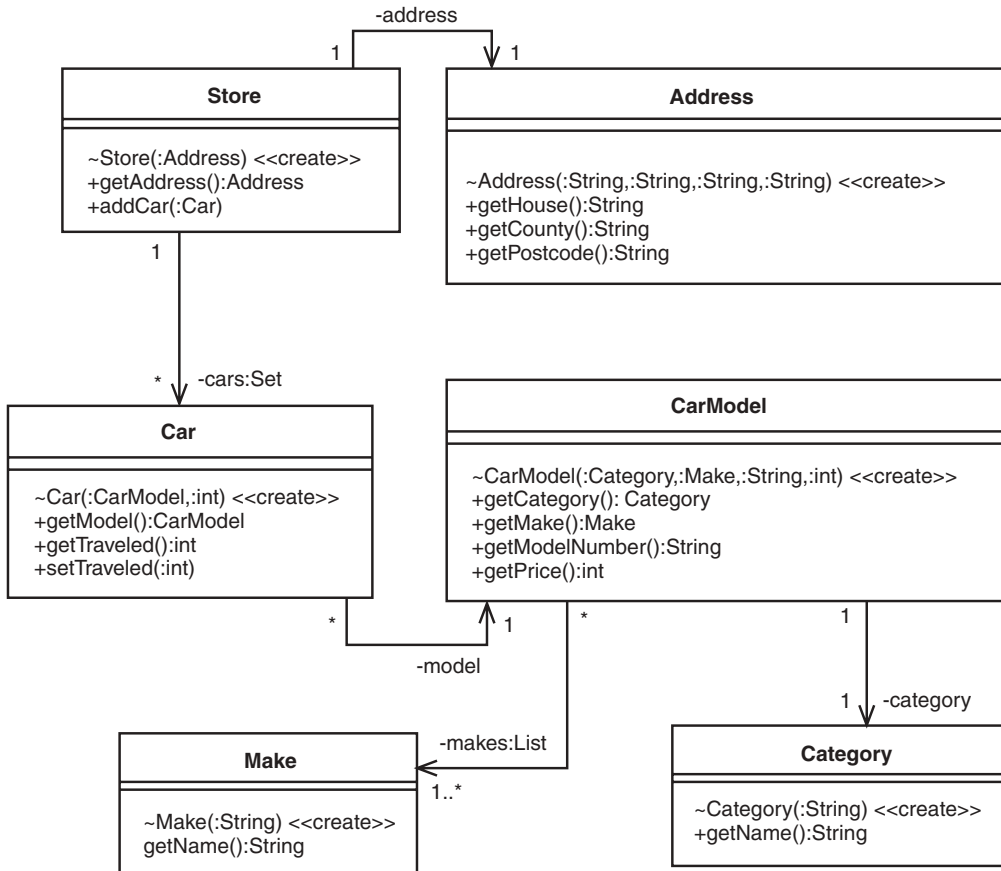 -address
1
1
Store
~Store(:Address) <<create>>
+getAddress():Address
+addCar(:Car)
Address
~Address(:String,:String,:String,:String) <<create>>
+getHouse():String
+getCounty():String
+getPostcode():String
1
*
-cars:Set
Car
~Car(:CarModel,:int) <<create>>
+getModel():CarModel
+getTraveled():int
+setTraveled(:int)
CarModel
~CarModel(:Category,:Make,:String,:int) <<create>>
+getCategory(): Category
+getMake():Make
+getModelNumber():String
+getPrice():int
*
1
-model
*
1
-makes:List
1..*
1
-category
Make
~Make(:String) <<create>>
getName():String
Category
~Category(:String) <<create>>
+getName():String